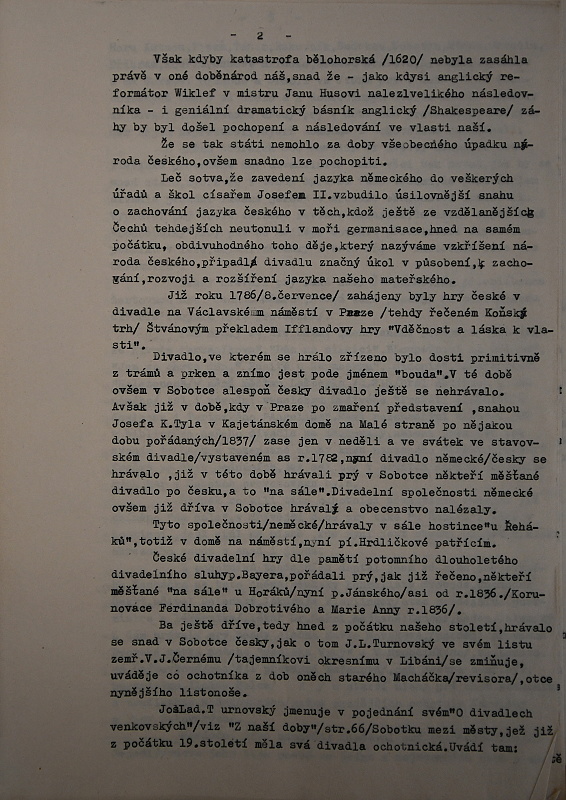 - 2 -
Však kdyby katastrofa bělohorská /1620/ nebyla zasáhla
právě v oné doběnárod náš,snad že - jako kdysi anglický re-
formátor Wiklef v mistru Janu Husovi nalezlvelikého následov-
níka - i geniální dramatický básník anglický /Shakespeare/ zá-
hy by byl došel pochopení a následování ve vlasti naší.
Že se tak státi nemohlo za doby všeobecného úpadku ná-
roda českého,ovšem snadno lze pochopiti.
Leč sotva,že zavedení jazyka německého do veškerých
úřadů a škol císařem Josefem II.vzbudilo úsilovnější snahu
o zachování jazyka českého v těch,kdož ještě ze vzdělanějších
Čechů tehdejších neutonuli v moři germanisace,hned na samém
počátku, obdivuhodného toho děje,který nazýváme vzkříšení ná-
roda českého,připadl divadlu značný úkol v působení,k zacho-
gání,rozvoji a rozšíření jazyka našeho mateřského.
Již roku 1786/8.července/ zahájeny byly hry české v
divadle na Václavském náměstí v Praze /tehdy řečeném Koňský
trh/ Štvánovým překladem Ifflandovy hry "Vděčnost a láska k vla-
sti".
Divadlo,ve kterém se hrálo zřízeno bylo dosti primitivně
z trámů a prken a známo jest pode jménem "bouda".V té době
ovšem v Sobotce alespoň česky divadlo ještě se nehrávalo.
Avšak již v době,kdy v Praze po zmaření představení ,snahou
Josefa K.Tyla v Kajetánském domě na Malé straně po nějakou
dobu pořádaných/1837/ zase jen v neděli a ve svátek ve stavov-
ském divadle/vystaveném as r.1782,nyní divadlo německé/česky se
hrávalo ,již v této době hrávali prý v Sobotce někteří měšťané
divadlo po česku,a to "na sále".Divadelní společnosti německé
ovšem již dříva v Sobotce hrávaly a obecenstvo nalézaly.
Tyto společnosti/německé/hrávaly v sále hostince"u Řehá-
ků",totiž v domě na náměstí,nyní pí.Hrdličkové patřícím.
České divadelní hry dle pamětí potomního dlouholetého
divadelního sluhyp.Bayera,pořádali prý,jak již řečeno,někteří
měšťané "na sále" u Horáků/nyní p.Jánského/asi od r.1836./Koru-
novace Ferdinanda Dobrotivého a Marie Anny r.1836/.
Ba ještě dříve,tedy hned z počátku našeho století,hrávalo
se snad v Sobotce česky,jak o tom J.L.Turnovský ve svém listu
zemř.V.J.Černému /tajemníkovi okresnímu v Libáni/se zmiňuje,
uváděje co ochotníka z dob oněch starého Macháčka/revisora/,otce
nynějšího listonoše.
JoáLad.T urnovský jmenuje v pojednání svém"O divadlech
venkovských"/viz "Z naší doby"/str.66/Sobotku mezi městy,jež již
z počátku 19.století měla svá divadla ochotnická.Uvádí tam: